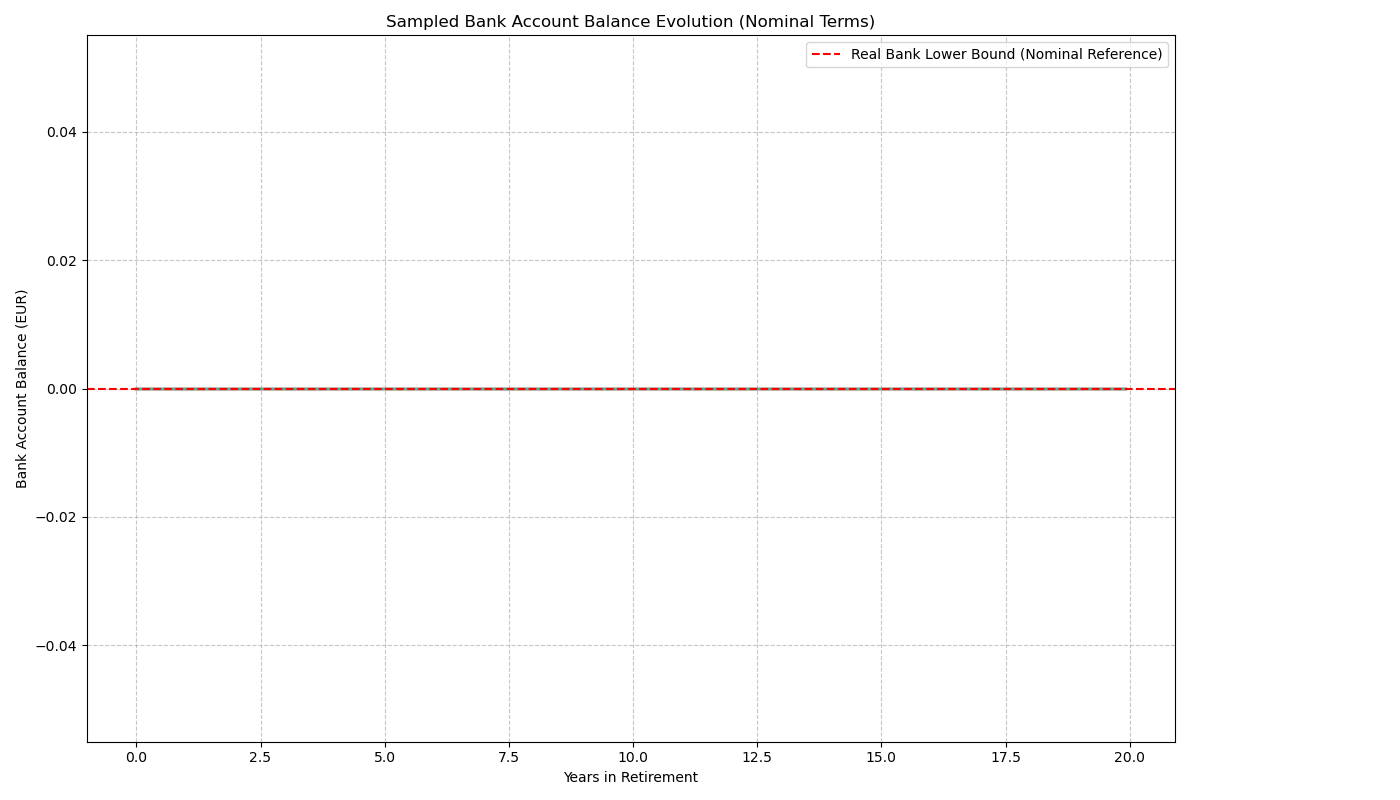 Sampled Bank Account Balance Evolution (Nominal Terms)
Real Bank Lower Bound (Nominal Reference)
Bank Account Balance (EUR)
0.04
0.02
0.00
−0.02
−0.04
0.0 2.5 5.0 7.5 10.0 12.5 15.0 17.5 20.0
Years in Retirement